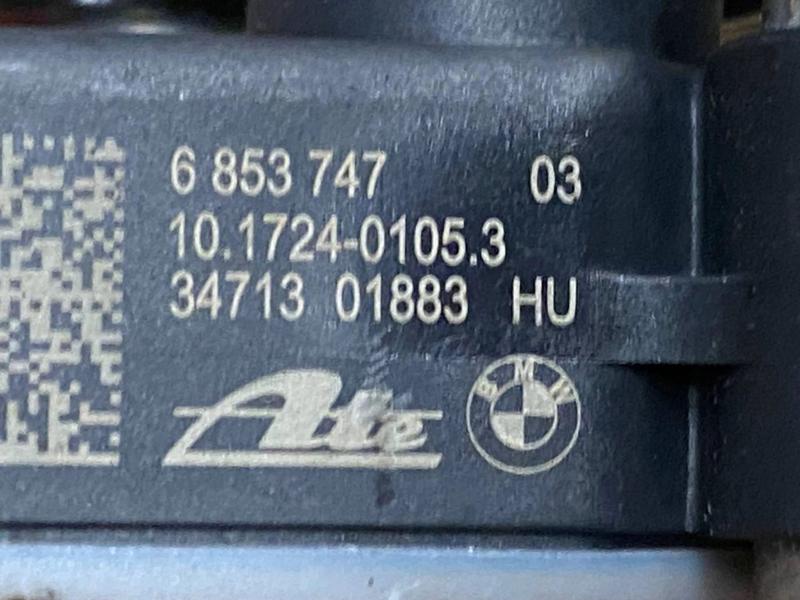 6 853 747 03
10.1724-0105.3
34713 01883 HU
Ate
BMW